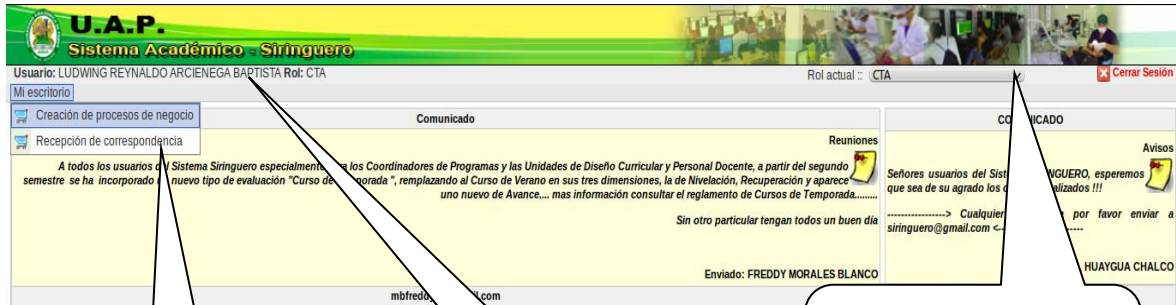 U.A.P.
Sistema Académico - Siringuero
Usuario: LUDWING REYNALDO ARCIENEGA BAPTISTA Rol: CTA
Rol actual :: CTA
Cerrar Sesión
Mi escritorio
Creación de procesos de negocio
Recepción de correspondencia
Comunicado
Reuniones
A todos los usuarios del Sistema Siringuero especialmente los Coordinadores de Programas y las Unidades de Diseño Curricular y Personal Docente, a partir del segundo
semestre se ha incorporado nuevo tipo de evaluación "Curso de ", remplazando al Curso de Verano en sus tres dimensiones, la de Nivelación, Recuperación y aparece
uno nuevo de Avance.... mas información consultar el reglamento de Cursos de Temporada.........
Sin otro particular tengan todos un buen día
Enviado: FREDDY MORALES BLANCO
Avisos
Señores usuarios del esperemos
que sea de su agrado los !!!
-----------------> por favor enviar a
siringuero@gmail.com <-
HUAYGUA CHALCO